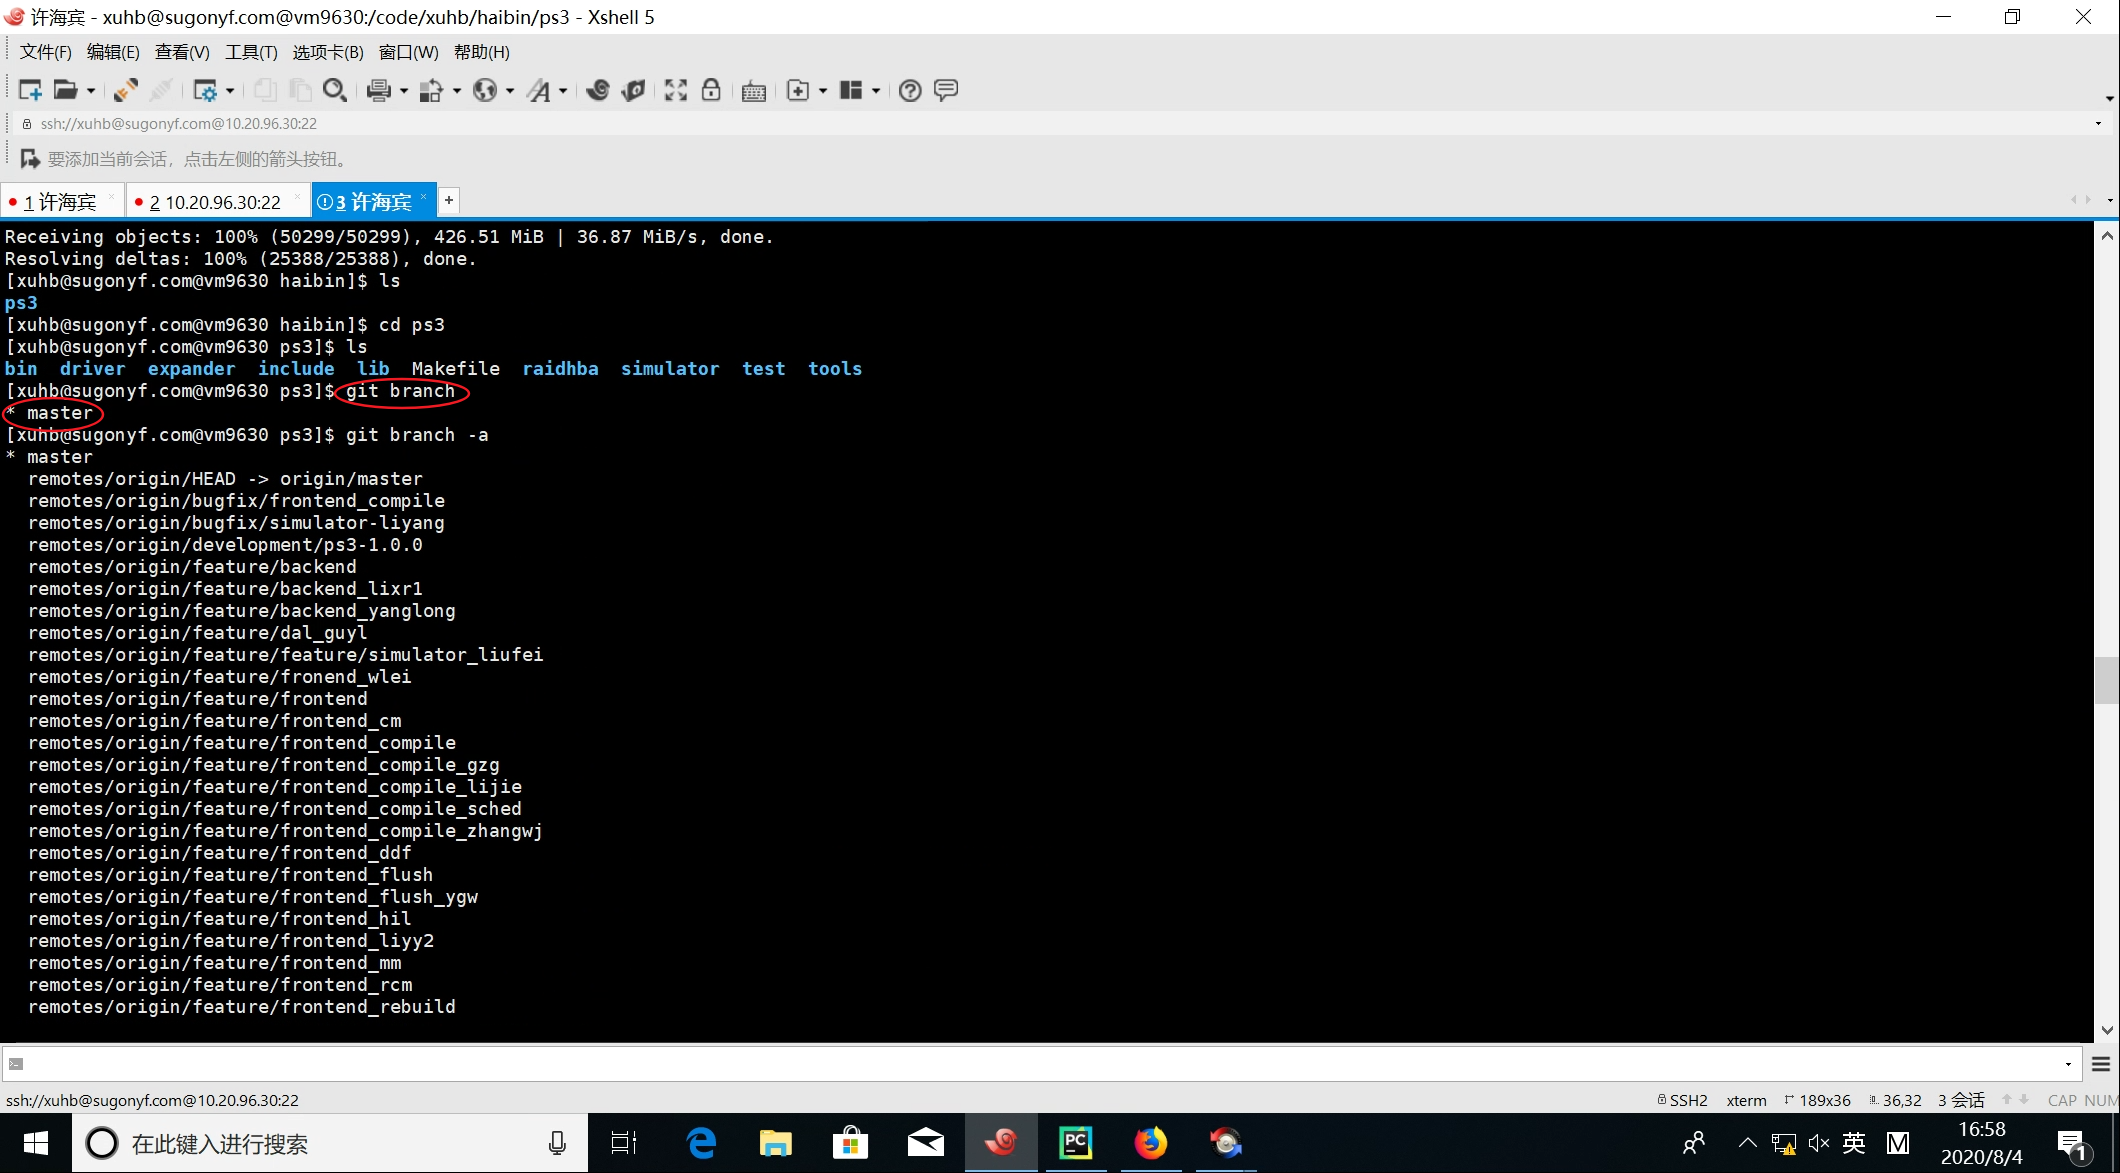 许海宾 - xuhb@sugonyf.com@vm9630:/code/xuhb/haibin/ps3 - Xshell 5
文件(F) 编辑(E) 查看(V) 工具(T) 选项卡(B) 窗口(W) 帮助(H)
ssh://xuhb@sugonyf.com@10.20.96.30:22
要添加当前会话，点击左侧的箭头按钮。
1 许海宾 × 2 10.20.96.30:22 × 3 许海宾 × +
Receiving objects: 100% (50299/50299), 426.51 MiB | 36.87 MiB/s, done.
Resolving deltas: 100% (25388/25388), done.
[xuhb@sugonyf.com@vm9630 haibin]$ ls
ps3
[xuhb@sugonyf.com@vm9630 haibin]$ cd ps3
[xuhb@sugonyf.com@vm9630 ps3]$ ls
bin driver expander include lib Makefile raidhba simulator test tools
[xuhb@sugonyf.com@vm9630 ps3]$ git branch
* master
[xuhb@sugonyf.com@vm9630 ps3]$ git branch -a
* master
remotes/origin/HEAD -> origin/master
remotes/origin/bugfix/frontend_compile
remotes/origin/bugfix/simulator-liyang
remotes/origin/development/ps3-1.0.0
remotes/origin/feature/backend
remotes/origin/feature/backend_lixr1
remotes/origin/feature/backend_yanglong
remotes/origin/feature/dal_guyl
remotes/origin/feature/feature/simulator_liufei
remotes/origin/feature/fronend_wlei
remotes/origin/feature/frontend
remotes/origin/feature/frontend_cm
remotes/origin/feature/frontend_compile
remotes/origin/feature/frontend_compile_gzg
remotes/origin/feature/frontend_compile_lijie
remotes/origin/feature/frontend_compile_sched
remotes/origin/feature/frontend_compile_zhangwj
remotes/origin/feature/frontend_ddf
remotes/origin/feature/frontend_flush
remotes/origin/feature/frontend_flush_ygw
remotes/origin/feature/frontend_hil
remotes/origin/feature/frontend_liyy2
remotes/origin/feature/frontend_mm
remotes/origin/feature/frontend_rcm
remotes/origin/feature/frontend_rebuild
ssh://xuhb@sugonyf.com@10.20.96.30:22 SSH2 xterm 189x36 36,32 3 会话 CAP NUM
在此键入进行搜索 PC 英 M 16:58 1
2020/8/4